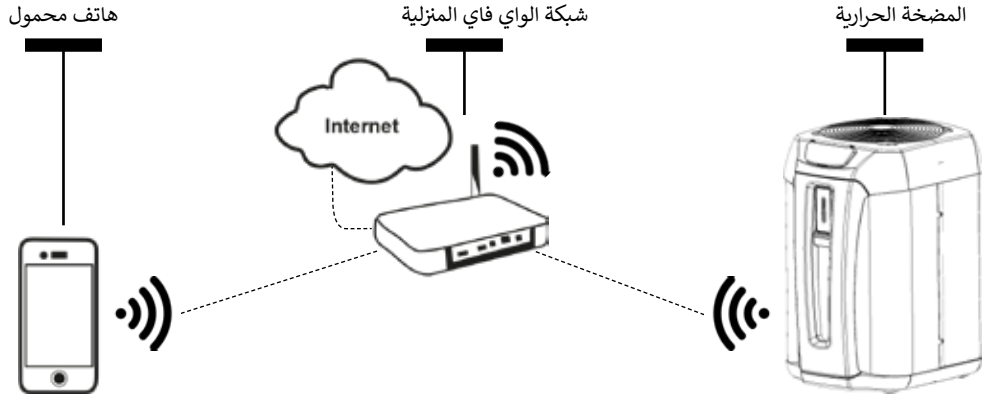 المضخة الحرارية
شبكة الواي فاي المنزلية
هاتف محمول
Internet